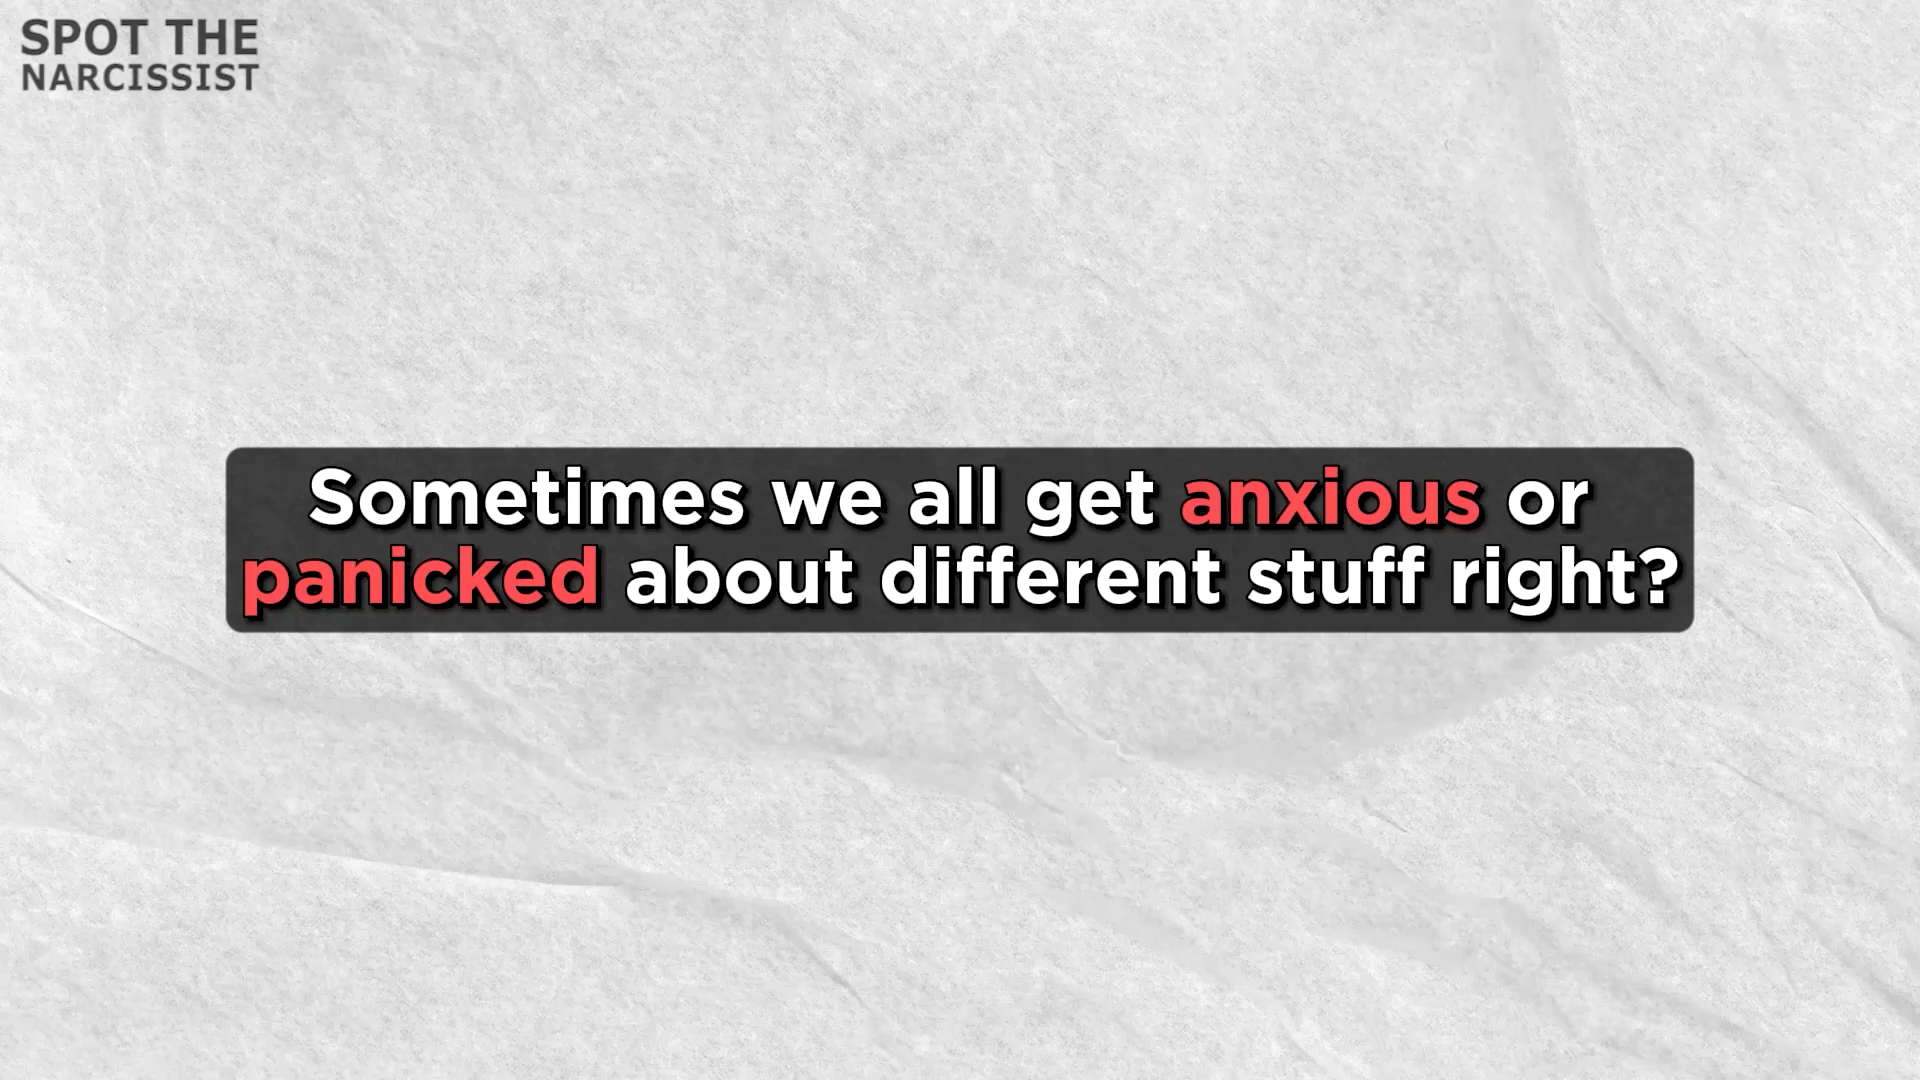 SPOT THE
NARCISSIST
Sometimes we all get anxious or
panicked about different stuff right?